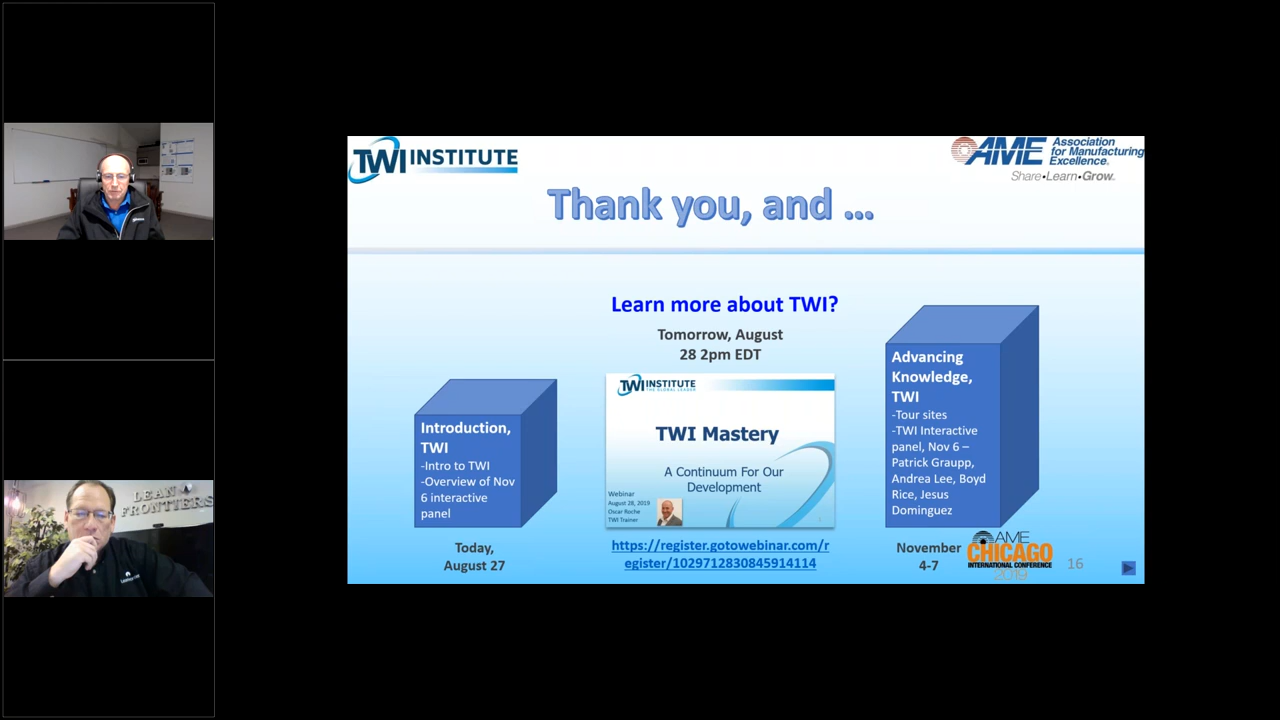 LEAN
FRONTIERS
TWI INSTITUTE
AME Association
for Manufacturing
Excellence.
Share•Learn•Grow.
Thank you, and ...
Learn more about TWI?
Tomorrow, August
28 2pm EDT
Introduction,
TWI
-Intro to TWI
-Overview of Nov
6 interactive
panel
Today,
August 27
TWI INSTITUTE
THE GLOBAL LEADER
TWI Mastery
A Continuum For Our
Development
Webinar
August 28, 2019
Oscar Roche
TWI Trainer
https://register.gotowebinar.com/r
egister/1029712830845914114
Advancing
Knowledge,
TWI
-Tour sites
-TWI Interactive
panel, Nov 6 –
Patrick Graupp,
Andrea Lee, Boyd
Rice, Jesus
Dominguez
November
4-7
AME
CHICAGO
INTERNATIONAL CONFERENCE
2019
16